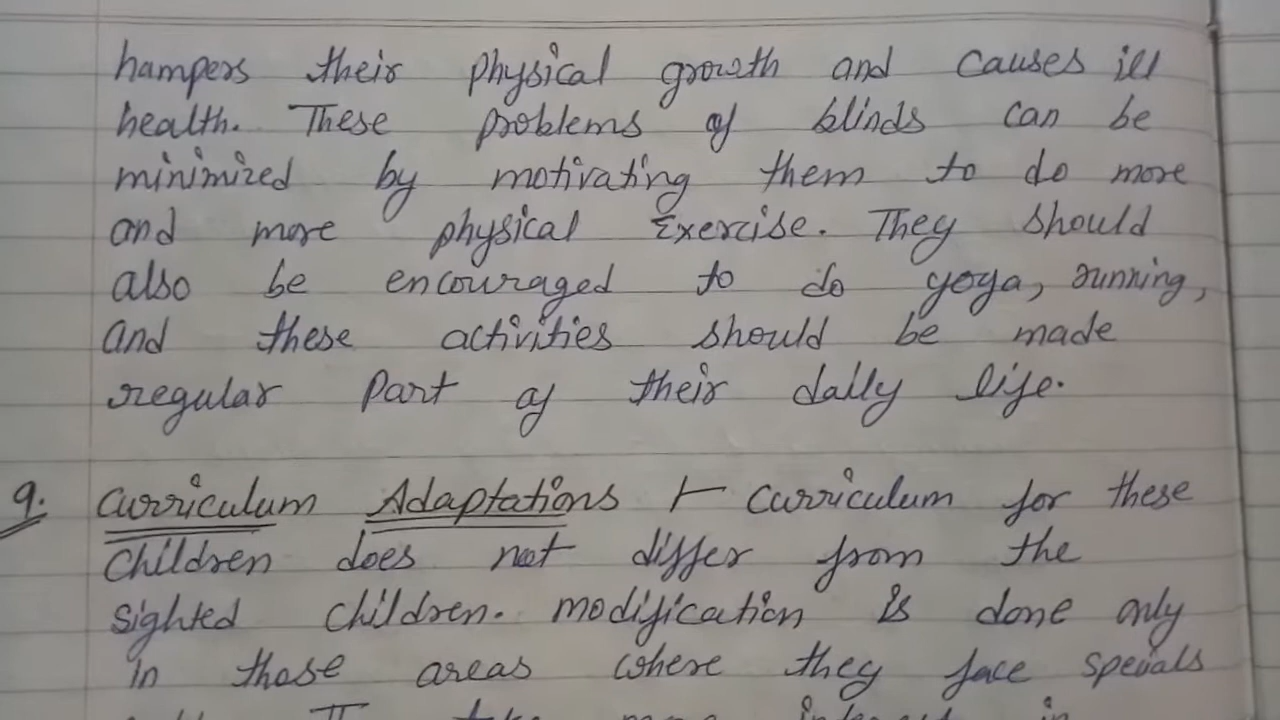 hampers their physical growth and causes ill
health. These problems of blinds can be
minimized by motivating them to do more
and more physical Exercise. They should
also be encouraged to do yoga, running,
and these activities should be made
regular part of their daily life.
9. Curriculum Adaptations :- Curriculum for these
children does not differ from the
sighted children. modification is done only
in those areas where they face specials